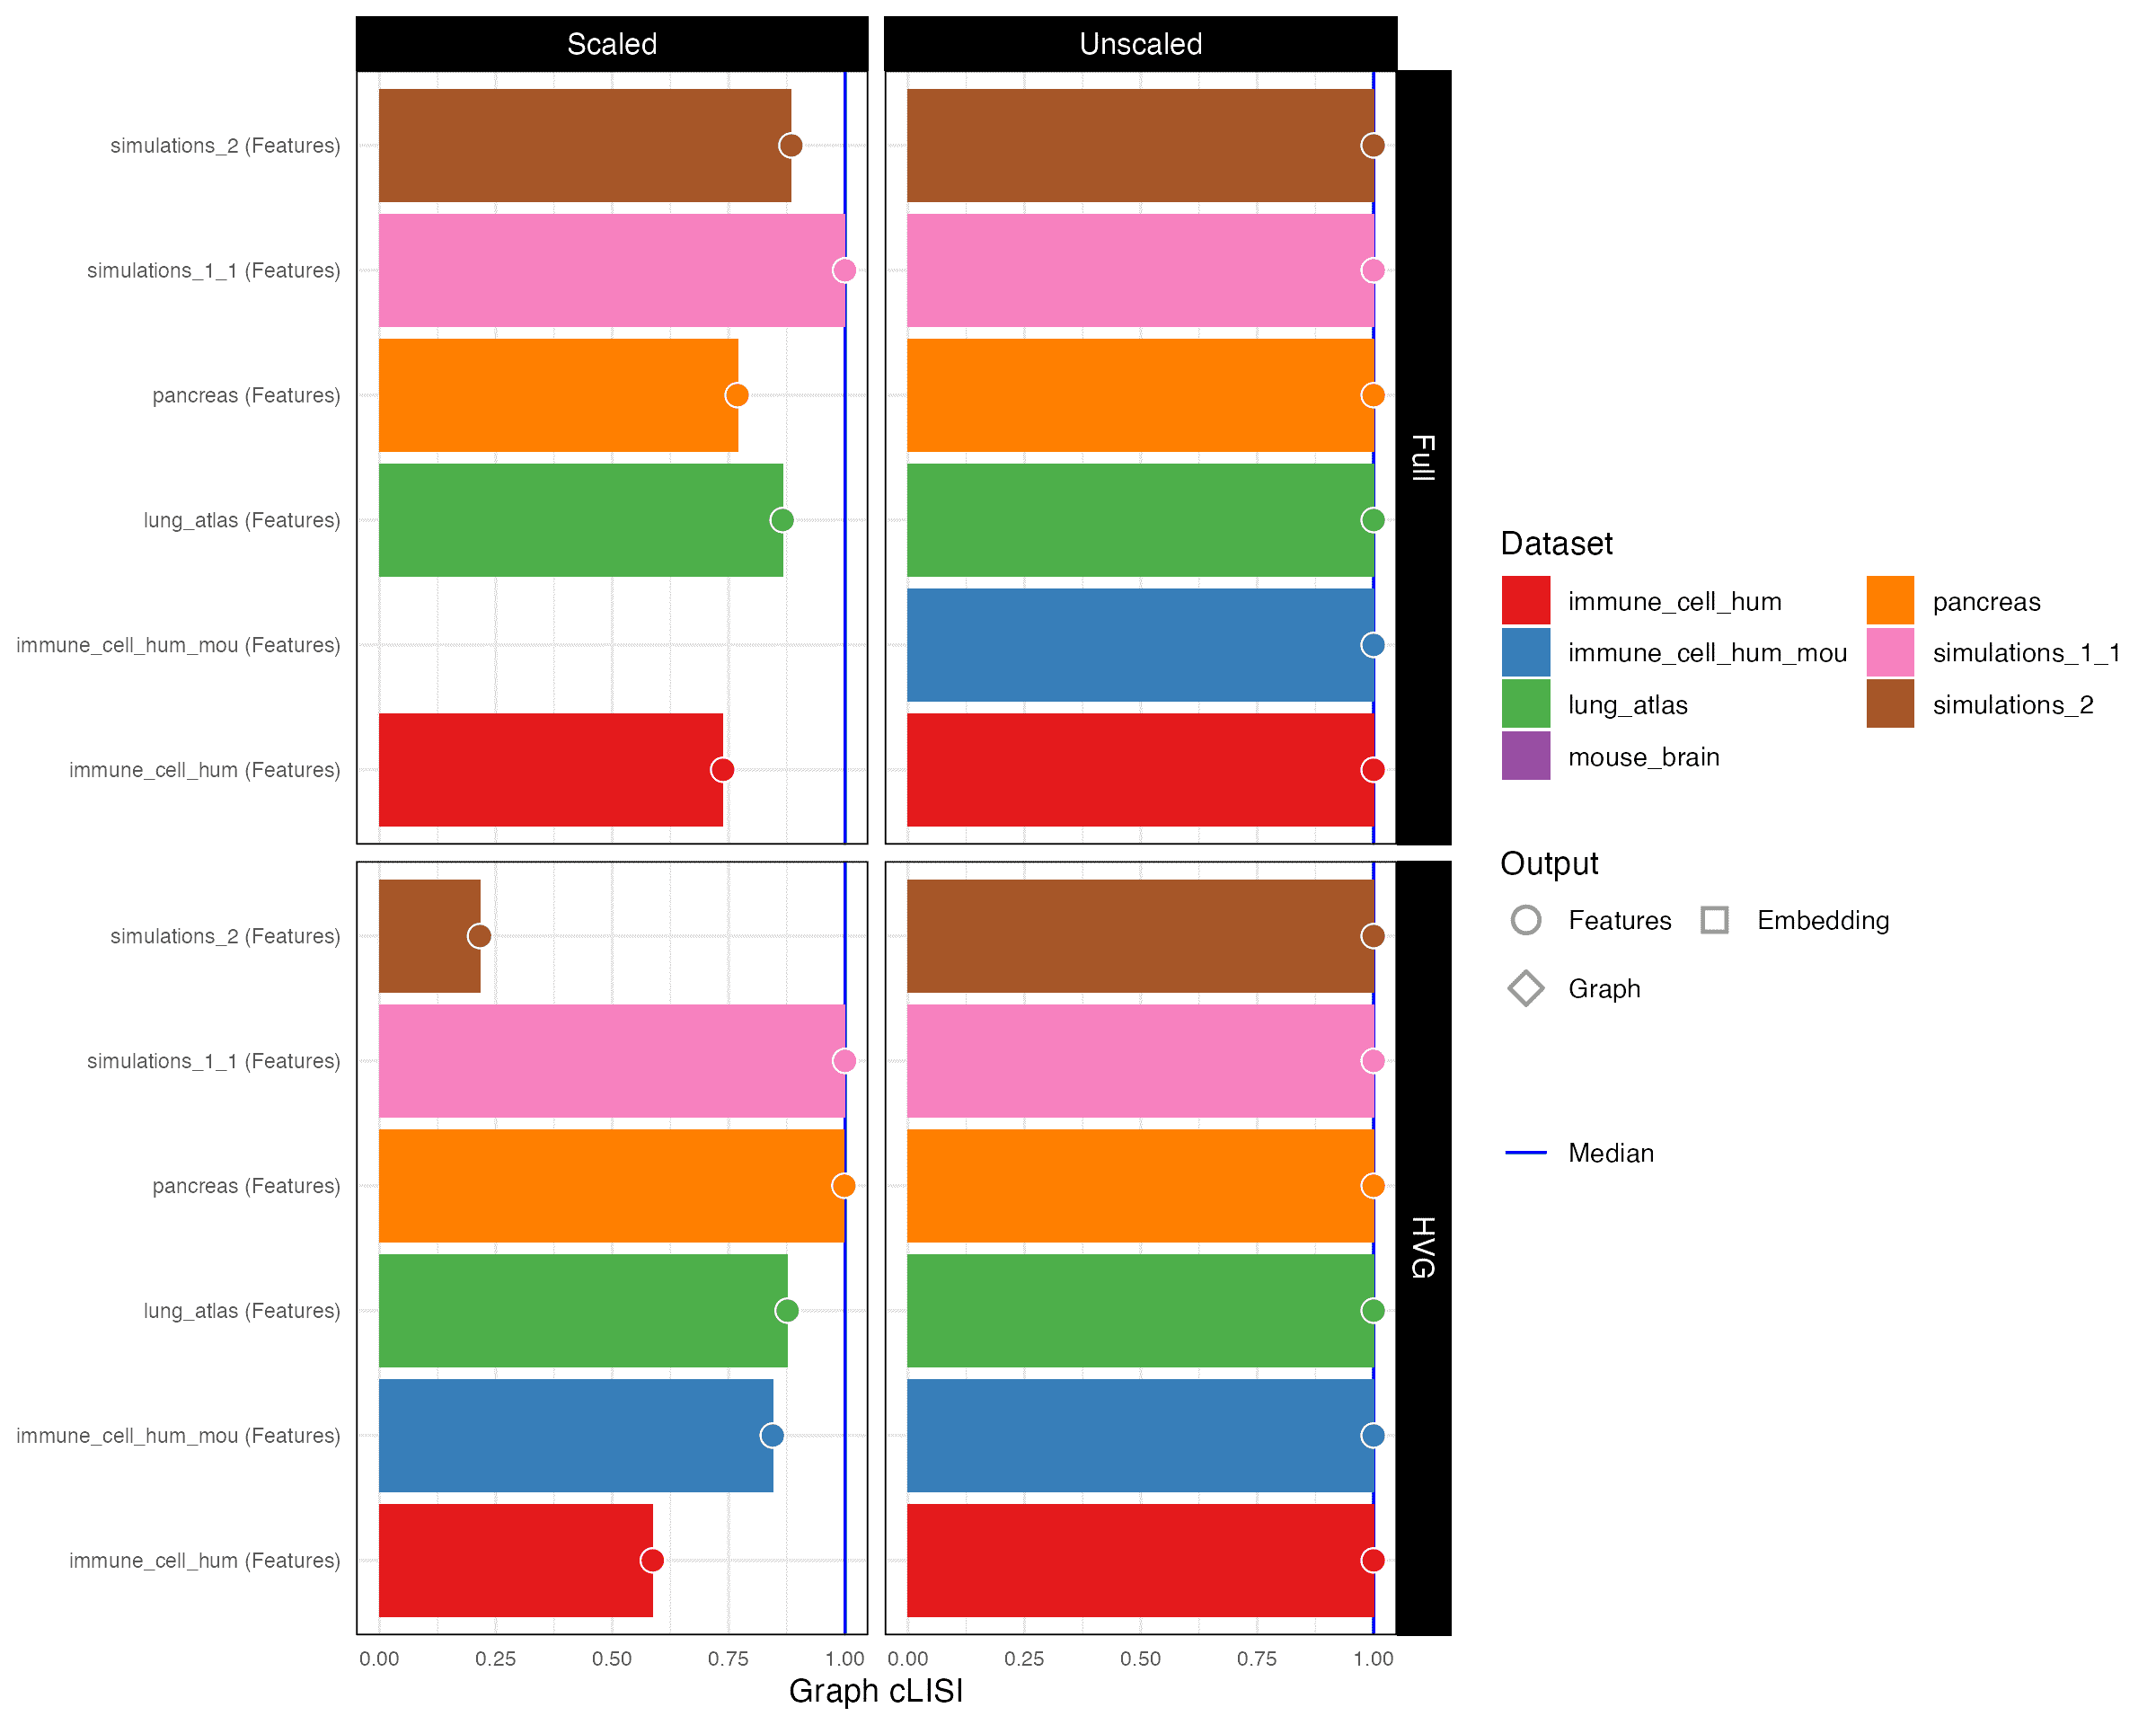 Scaled
Unscaled
simulations_2 (Features)
simulations_1_1 (Features)
pancreas (Features)
lung_atlas (Features)
immune_cell_hum_mou (Features)
immune_cell_hum (Features)
Full
simulations_2 (Features)
simulations_1_1 (Features)
pancreas (Features)
lung_atlas (Features)
immune_cell_hum_mou (Features)
immune_cell_hum (Features)
HVG
0.00 0.25 0.50 0.75 1.00 0.00 0.25 0.50 0.75 1.00
Graph cLISI
Dataset
immune_cell_hum pancreas
immune_cell_hum_mou simulations_1_1
lung_atlas simulations_2
mouse_brain
Output
Features Embedding
Graph
Median